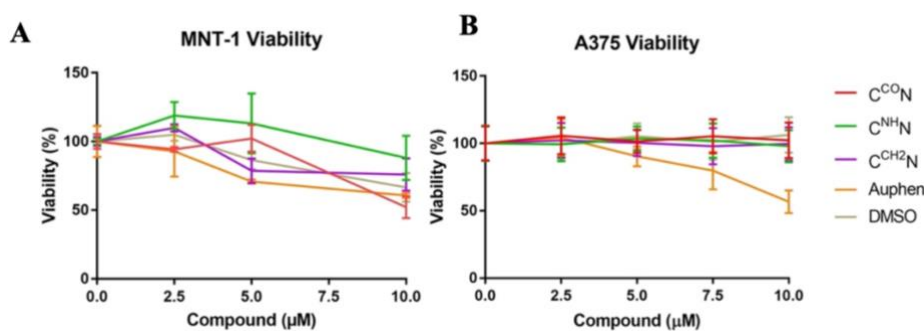 A
MNT-1 Viability
Viability (%)
150
100
50
0
0.0 2.5 5.0 7.5 10.0
Compound (µM)
B
A375 Viability
Viability (%)
150
100
50
0
0.0 2.5 5.0 7.5 10.0
Compound (µM)
C^CO N
C^NH N
C^CH2 N
Auphen
DMSO